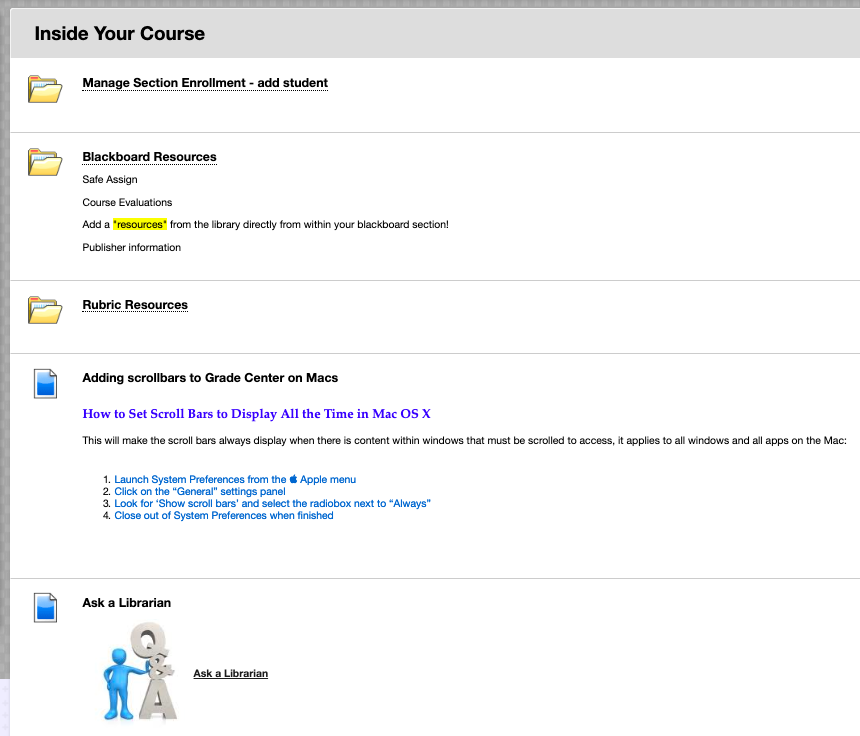 Inside Your Course
Manage Section Enrollment - add student
Blackboard Resources
Safe Assign
Course Evaluations
Add a "resources" from the library directly from within your blackboard section!
Publisher information
Rubric Resources
Adding scrollbars to Grade Center on Macs
How to Set Scroll Bars to Display All the Time in Mac OS X
This will make the scroll bars always display when there is content within windows that must be scrolled to access, it applies to all windows and all apps on the Mac:
1. Launch System Preferences from the  Apple menu
2. Click on the “General” settings panel
3. Look for ‘Show scroll bars’ and select the radiobox next to “Always”
4. Close out of System Preferences when finished
Ask a Librarian
Q&A
Ask a Librarian